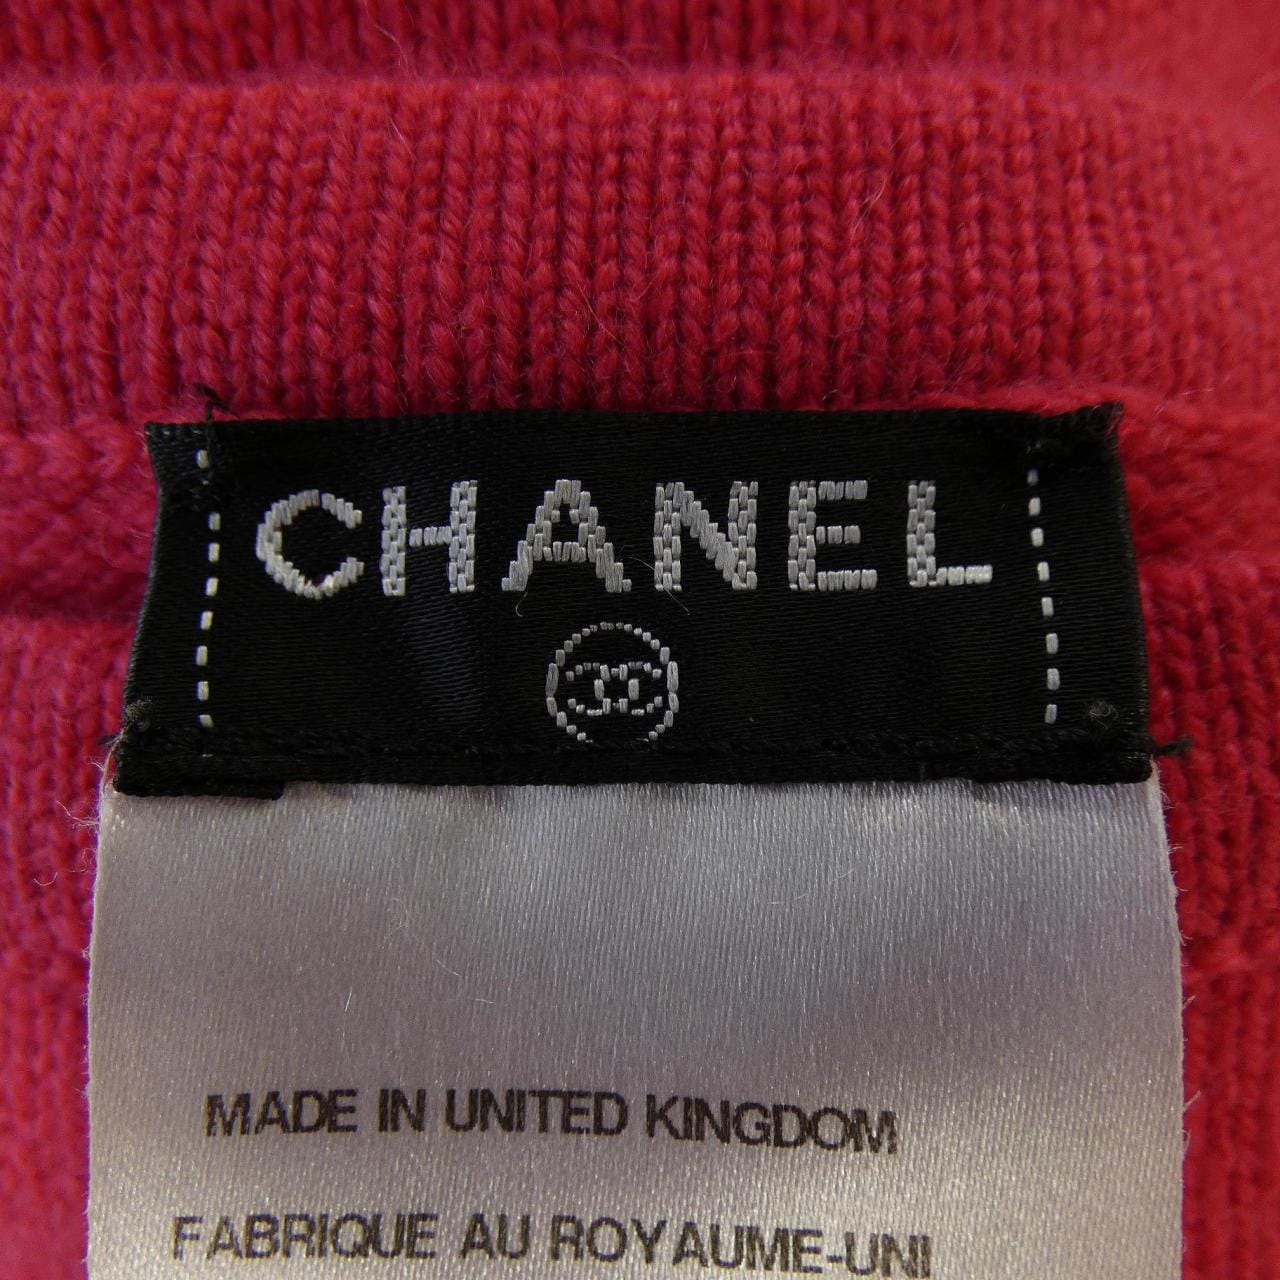 CHANEL
MADE IN UNITED KINGDOM
FABRIQUE AU ROYAUME-UNI